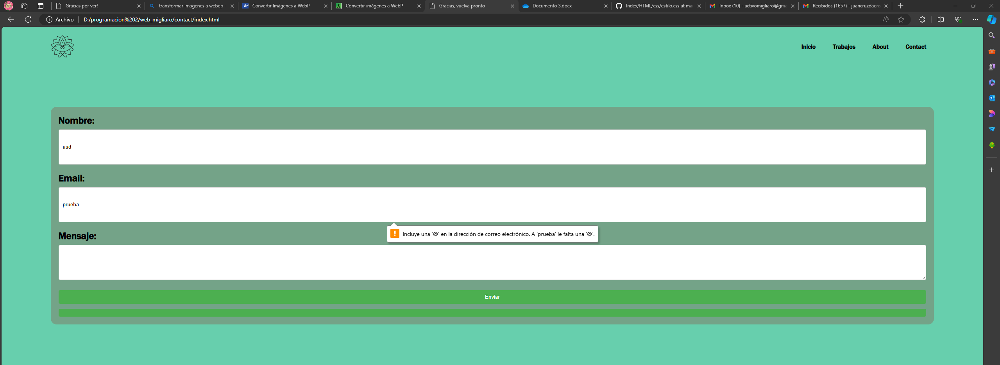 Gracias por ver!
transformar imagenes a webep -
Convertir Imágenes a WebP
Convertir imágenes a WebP
Gracias, vuelva pronto
Documento 3.docx
Index/HTML/css/estilo.css at mai
Inbox (10) - activomigliaro@gma
Recibidos (1657) - juancruzdaens
Archivo
D:/programacion%202/web_migliaro/contact/index.html
Inicio
Trabajos
About
Contact
Nombre:
asd
Email:
prueba
Incluye una '@' en la dirección de correo electrónico. A 'prueba' le falta una '@'.
Mensaje:
Enviar